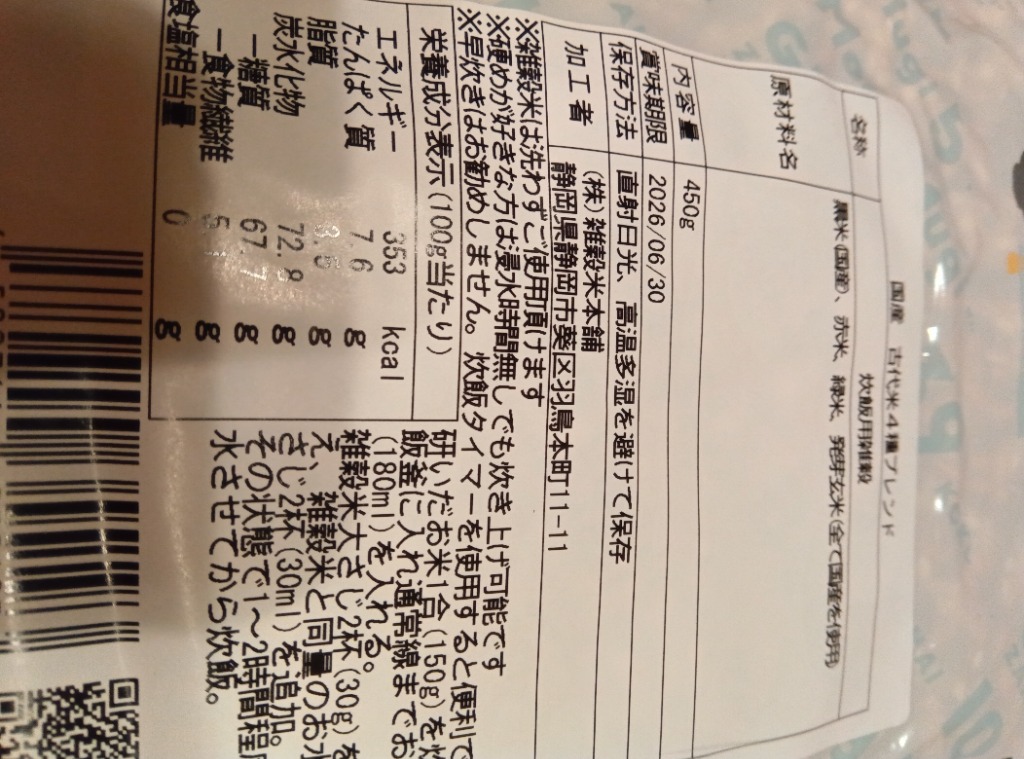 国産 古代米4種ブレンド
名称 炊飯用雑穀
原材料名 黒米(国産)、赤米、緑米、発芽玄米(全て国産を使用)
内容量 450g
賞味期限 2026/06/30
保存方法 直射日光、高温多湿を避けて保存
加工者 (株)雑穀米本舗
静岡県静岡市葵区羽鳥本町11-11
※雑穀米は洗わずご使用頂けます
※硬めが好きな方は浸水時間無しでも炊き上げ可能です
※早炊きはお勧めしません。炊飯タイマーを使用すると便利で
栄養成分表示(100g当たり)
エネルギー 353 kcal
たんぱく質 7.6 g
脂質 3.5 g
炭水化物 72.8 g
―糖質 67.7 g
―食物繊維 5.1 g
食塩相当量 0 g
研いだお米1合(150g)を炊
飯釜に入れ通常線までお
(180ml)を入れる。
雑穀米大さじ2杯(30g)を
え、雑穀米と同量のお水
さじ2杯(30ml)を追加。
その状態で1～2時間程
水させてから炊飯。